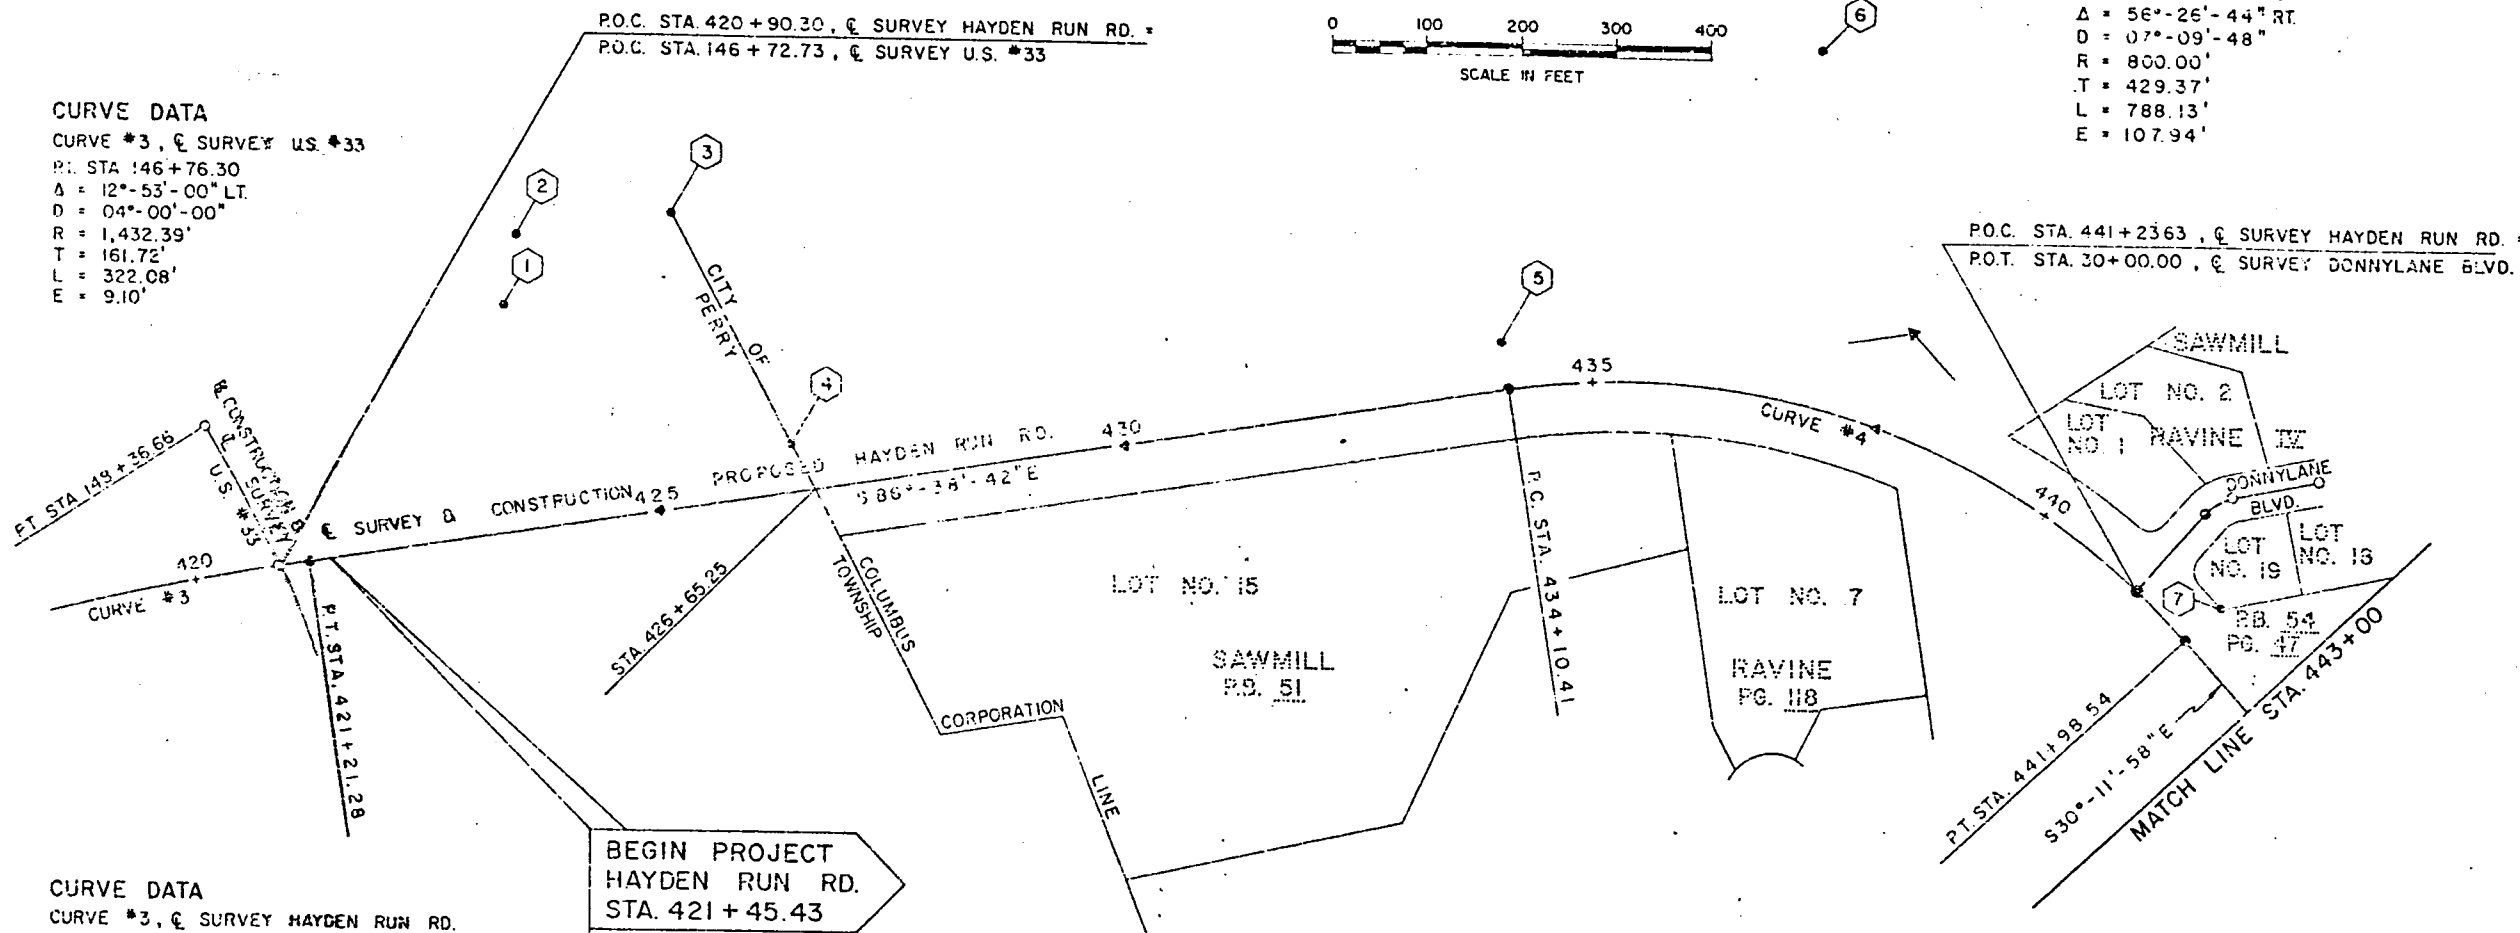 P.O.C. STA. 420+90.30, ℄ SURVEY HAYDEN RUN RD. =
P.O.C. STA. 146+72.73, ℄ SURVEY U.S. #33
0 100 200 300 400
SCALE IN FEET
6
Δ = 56°-26'-44" RT.
D = 07°-09'-48"
R = 800.00'
T = 429.37'
L = 788.13'
E = 107.94'
CURVE DATA
CURVE #3, ℄ SURVEY U.S. #33
P.I. STA 146+76.30
Δ = 12°-53'-00" LT.
D = 04°-00'-00"
R = 1,432.39'
T = 161.72'
L = 322.08'
E = 9.10'
3
2
1
CITY OF
PERRY
4
5
P.O.C. STA. 441+23.63, ℄ SURVEY HAYDEN RUN RD. =
P.O.T. STA. 30+00.00, ℄ SURVEY DONNYLANE BLVD.
PT STA 148+36.66
℄ CONSTRUCTION &
℄ SURVEY
U.S. #33
420
CURVE #3
℄ SURVEY & CONSTRUCTION
425
PROPOSED HAYDEN RUN RD.
430
S 86°-38'-42" E
435
CURVE #4
440
SAWMILL
LOT NO. 2
LOT
NO. 1
RAVINE IV
DONNYLANE
BLVD.
LOT
NO. 19
LOT
NO. 18
7
P.B. 54
PG. 47
P.T. STA. 421+21.28
STA. 426+65.25
COLUMBUS
TOWNSHIP
CORPORATION
LINE
LOT NO. 15
SAWMILL
P.B. 51
P.C. STA. 434+10.41
LOT NO. 7
RAVINE
PG. 118
P.T. STA. 441+98.54
S30°-11'-58"E
MATCH LINE STA. 443+00
BEGIN PROJECT
HAYDEN RUN RD.
STA. 421+45.43
CURVE DATA
CURVE #3, ℄ SURVEY HAYDEN RUN RD.